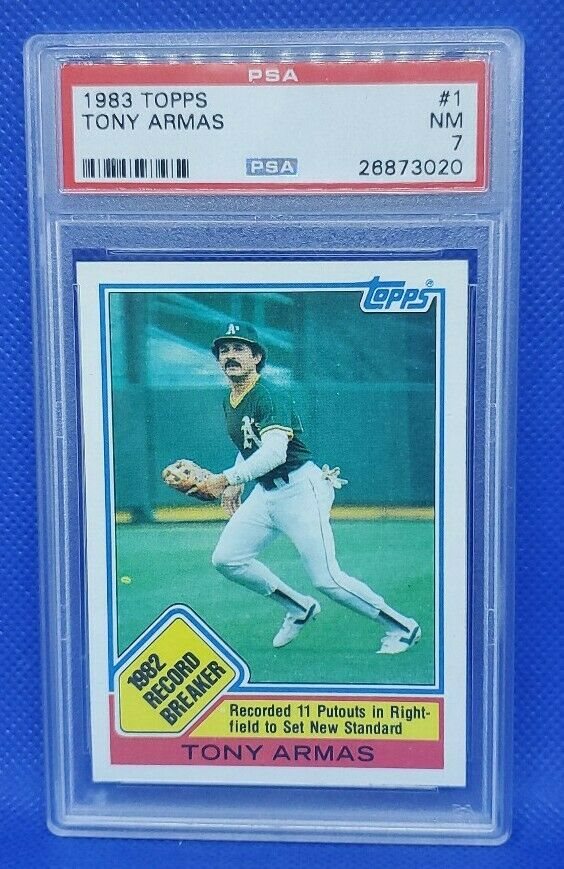 PSA
1983 TOPPS #1
TONY ARMAS NM
7
PSA 26873020
Topps
A's
A's
1982
RECORD
BREAKER
Recorded 11 Putouts in Right-
field to Set New Standard
TONY ARMAS